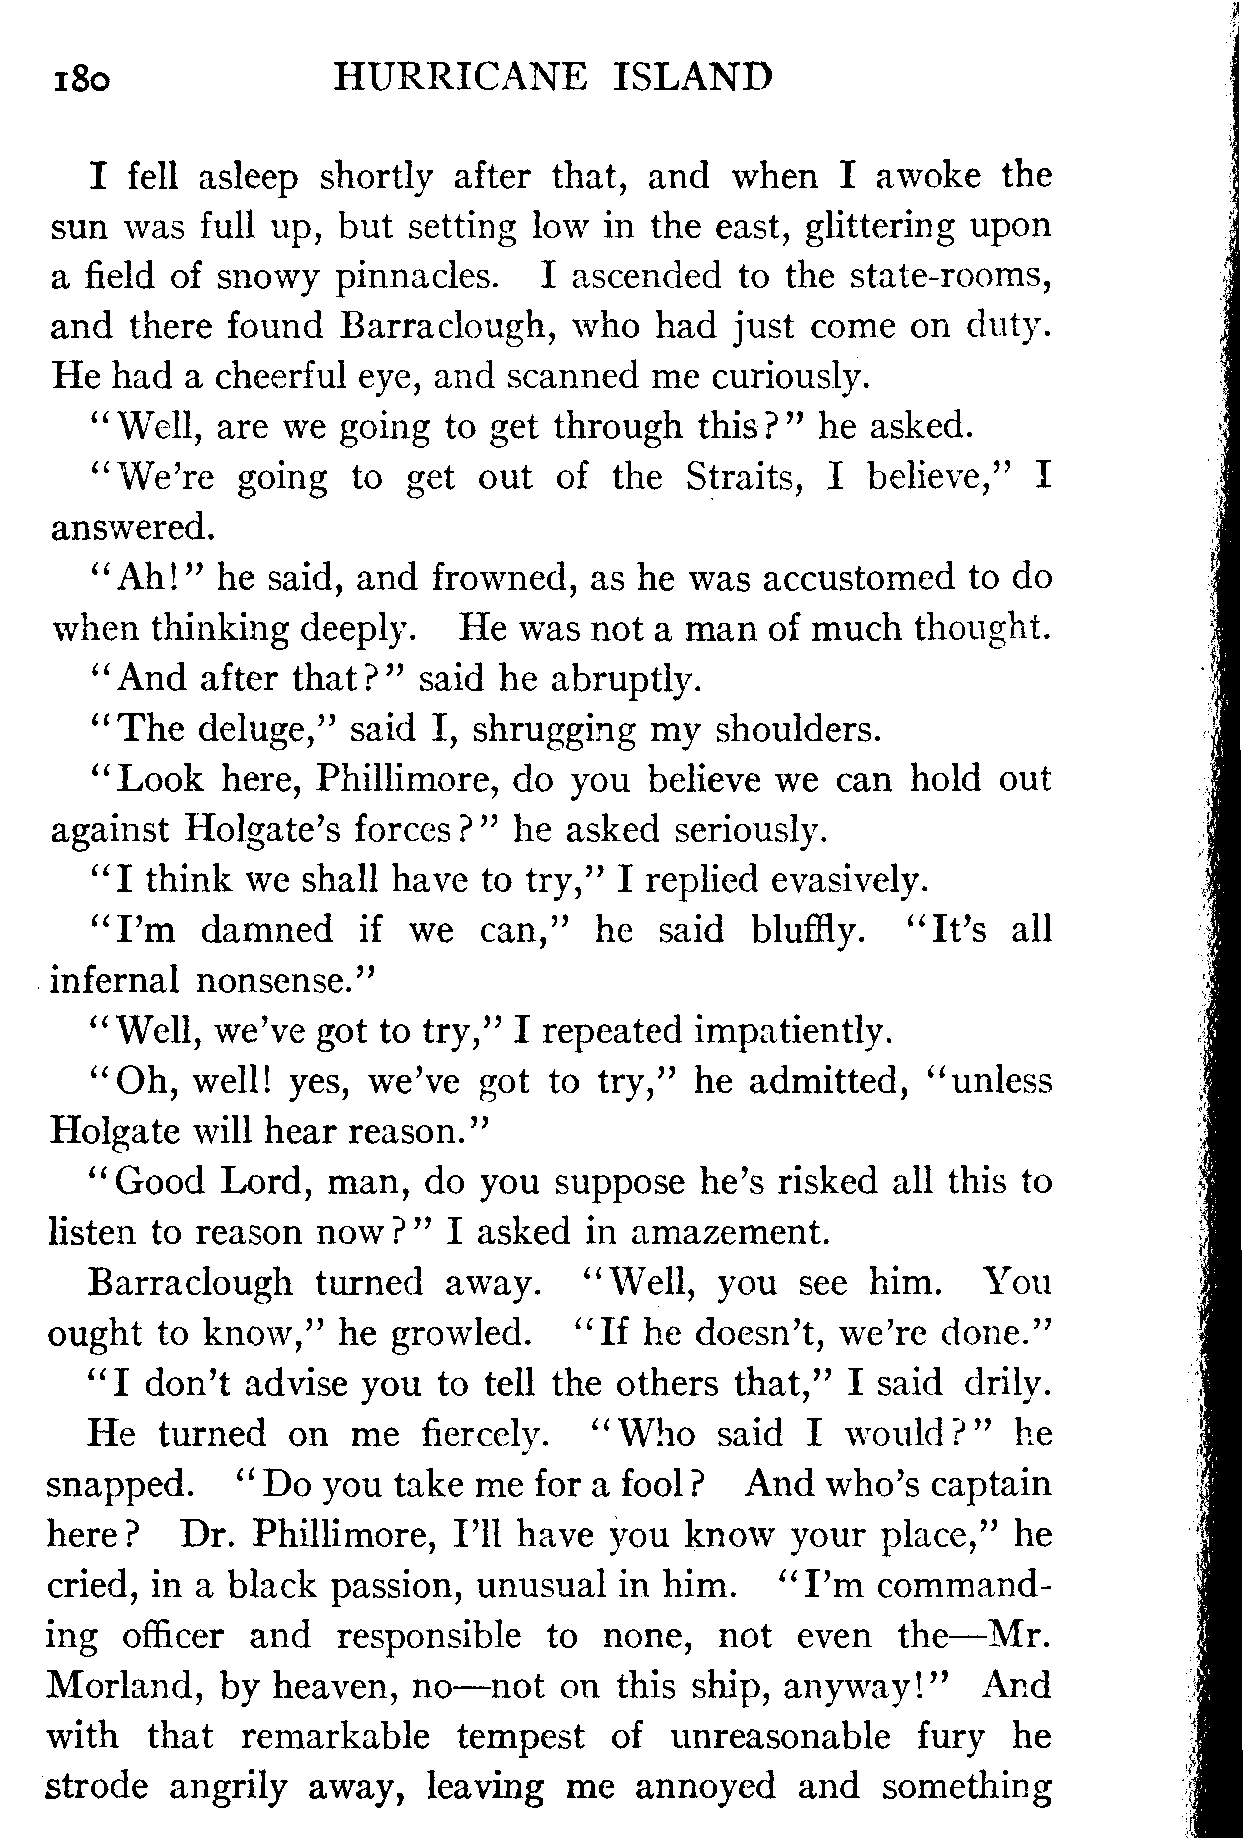 180 HURRICANE ISLAND
I fell asleep shortly after that, and when I awoke the
sun was full up, but setting low in the east, glittering upon
a field of snowy pinnacles. I ascended to the state-rooms,
and there found Barraclough, who had just come on duty.
He had a cheerful eye, and scanned me curiously.
“Well, are we going to get through this?” he asked.
“We’re going to get out of the Straits, I believe,” I
answered.
“Ah!” he said, and frowned, as he was accustomed to do
when thinking deeply. He was not a man of much thought.
“And after that?” said he abruptly.
“The deluge,” said I, shrugging my shoulders.
“Look here, Phillimore, do you believe we can hold out
against Holgate’s forces?” he asked seriously.
“I think we shall have to try,” I replied evasively.
“I’m damned if we can,” he said bluffly. “It’s all
infernal nonsense.”
“Well, we’ve got to try,” I repeated impatiently.
“Oh, well! yes, we’ve got to try,” he admitted, “unless
Holgate will hear reason.”
“Good Lord, man, do you suppose he’s risked all this to
listen to reason now?” I asked in amazement.
Barraclough turned away. “Well, you see him. You
ought to know,” he growled. “If he doesn’t, we’re done.”
“I don’t advise you to tell the others that,” I said drily.
He turned on me fiercely. “Who said I would?” he
snapped. “Do you take me for a fool? And who’s captain
here? Dr. Phillimore, I’ll have you know your place,” he
cried, in a black passion, unusual in him. “I’m command-
ing officer and responsible to none, not even the—Mr.
Morland, by heaven, no—not on this ship, anyway!” And
with that remarkable tempest of unreasonable fury he
strode angrily away, leaving me annoyed and something